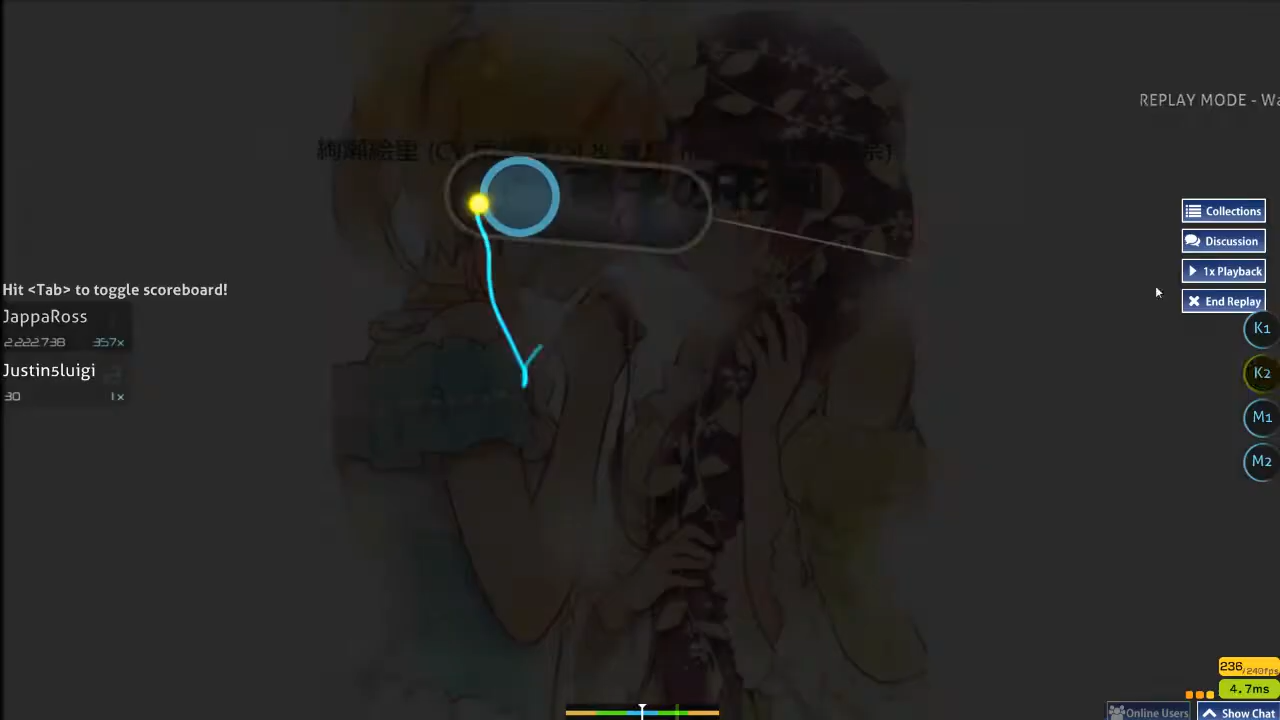 REPLAY MODE - Wa
Collections
Discussion
1x Playback
End Replay
Hit <Tab> to toggle scoreboard!
JappaRoss
2,222,738 357x
Justin5luigi
30 1x
K1
K2
M1
M2
236/240fps
4.7ms
Online Users
Show Chat